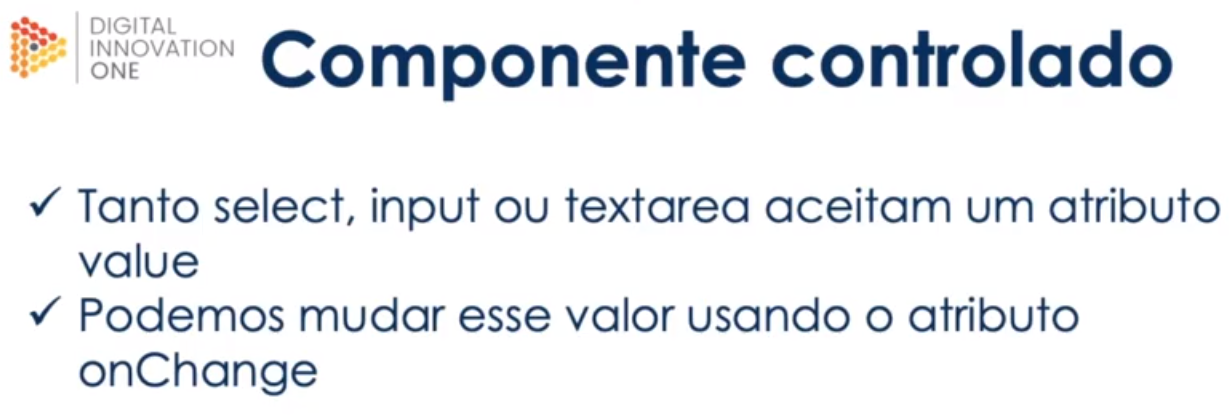 DIGITAL
INNOVATION
ONE
Componente controlado
✓ Tanto select, input ou textarea aceitam um atributo
value
✓ Podemos mudar esse valor usando o atributo
onChange